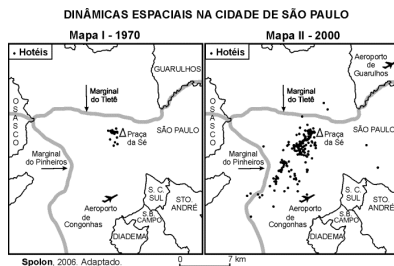 DINÂMICAS ESPACIAIS NA CIDADE DE SÃO PAULO
Mapa I - 1970
• Hotéis
GUARULHOS
Marginal
do Tietê
OSASCO
Praça
da Sé
SÃO PAULO
Marginal
do Pinheiros
Aeroporto
de
Congonhas
S. C.
SUL
STO.
ANDRÉ
S.B.
CAMPO
DIADEMA
Mapa II - 2000
• Hotéis
Aeroporto
de
Guarulhos
Marginal
do Tietê
OSASCO
Praça
da Sé
SÃO PAULO
Marginal
do Pinheiros
Aeroporto
de
Congonhas
S. C.
SUL
STO.
ANDRÉ
S.B.
CAMPO
DIADEMA
Spolon, 2006. Adaptado.
0 7 km